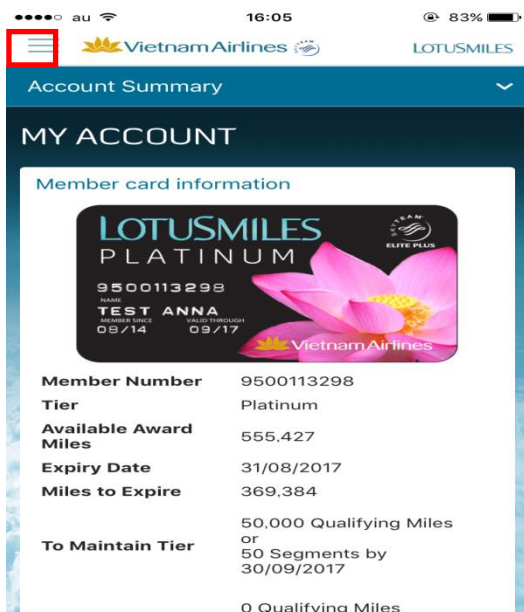 au 16:05 83%
Vietnam Airlines LOTUSMILES
Account Summary
MY ACCOUNT
Member card information
LOTUSMILES
PLATINUM
SKYTEAM
ELITE PLUS
9500113298
NAME
TEST ANNA
MEMBER SINCE VALID THROUGH
08/14 09/17
Vietnam Airlines
Member Number 9500113298
Tier Platinum
Available Award
Miles 555,427
Expiry Date 31/08/2017
Miles to Expire 369,384
To Maintain Tier 50,000 Qualifying Miles
or
50 Segments by
30/09/2017
0 Qualifying Miles